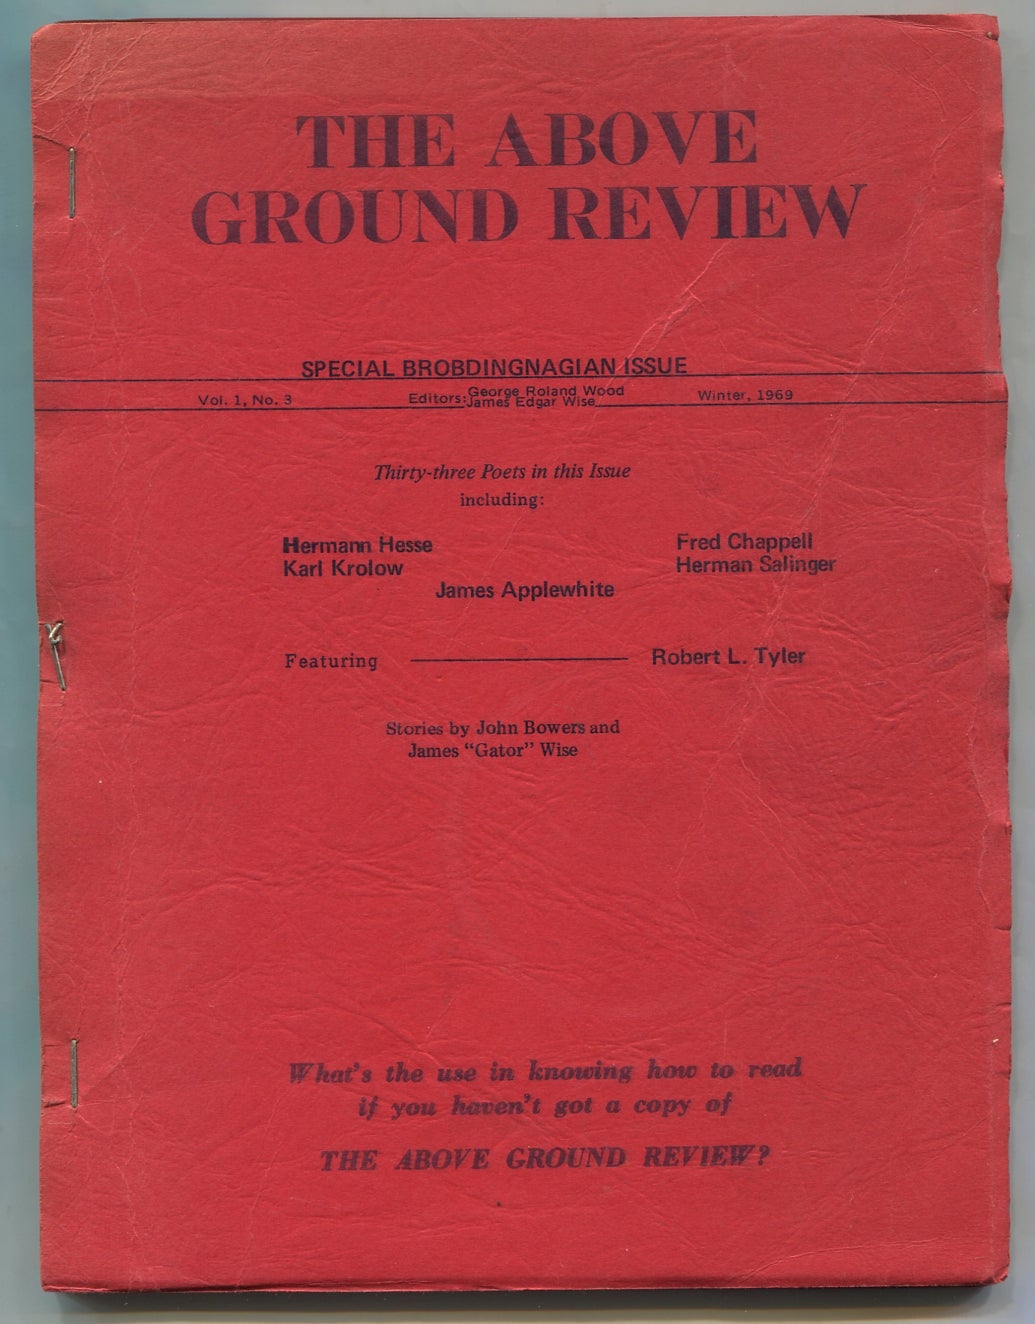 THE ABOVE
GROUND REVIEW
SPECIAL BROBDINGNAGIAN ISSUE
Vol. 1, No. 3
Editors: George Roland Wood
James Edgar Wise
Winter, 1969
Thirty-three Poets in this Issue
including:
Hermann Hesse
Karl Krolow
Fred Chappell
Herman Salinger
James Applewhite
Featuring
Robert L. Tyler
Stories by John Bowers and
James “Gator” Wise
What's the use in knowing how to read
if you haven't got a copy of
THE ABOVE GROUND REVIEW?